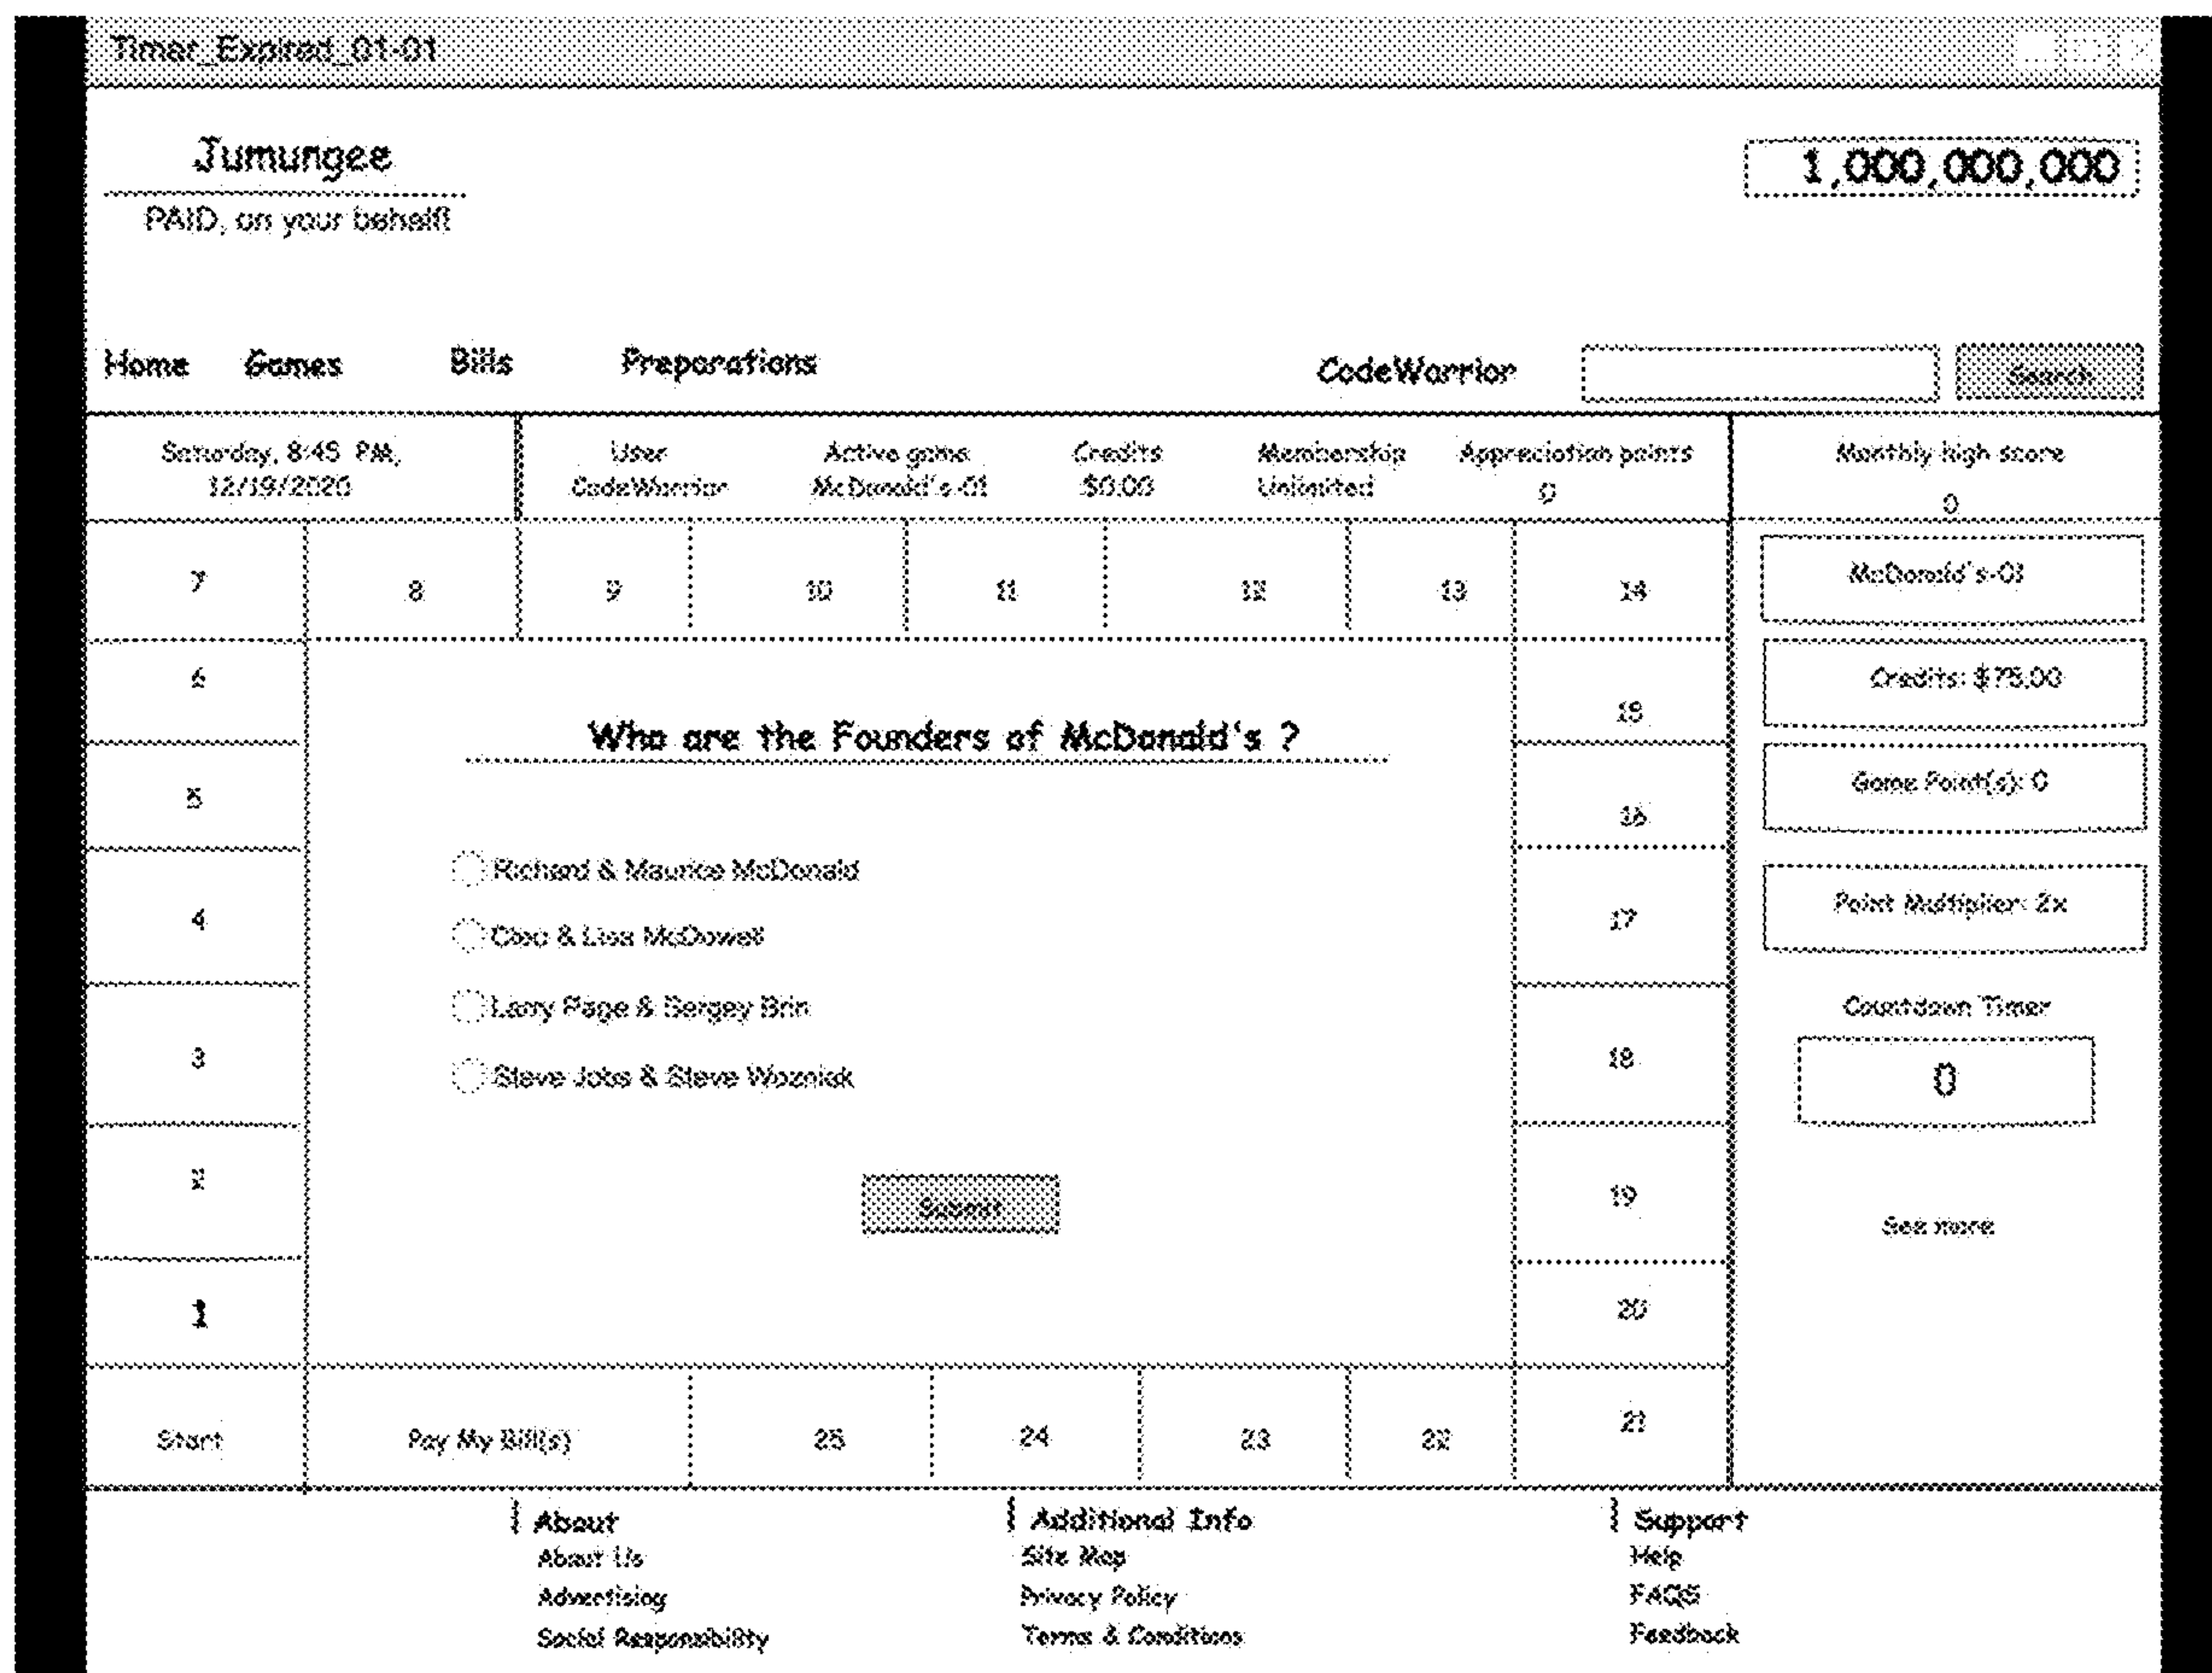 Timer_Expired_01-01
Jumungee
1,000,000,000
PAID, on your behalf!
Home Games Bills Preparations CodeWarrior Search
Saturday, 8:45 PM, User Active game Credits Membership Appreciation points Monthly high score
12/19/2020 CodeWarrior McDonald's-01 $0.00 Unlimited 0 0
7 8 9 10 11 12 13 14 McDonald's-01
6 Credits: $75.00
15
Who are the Founders of McDonald's ?
5 Game Point(s): 0
16
Richard & Maurice McDonald
4 17 Point Multiplier: 2x
Cleo & Lisa McDowell
Larry Page & Sergey Brin Countdown Timer
3 18
Steve Jobs & Steve Wozniak 0
2 19
Submit See more
1 20
Start Pay My Bill(s) 25 24 23 22 21
About Additional Info Support
About Us Site Map Help
Advertising Privacy Policy FAQS
Social Responsibility Terms & Conditions Feedback